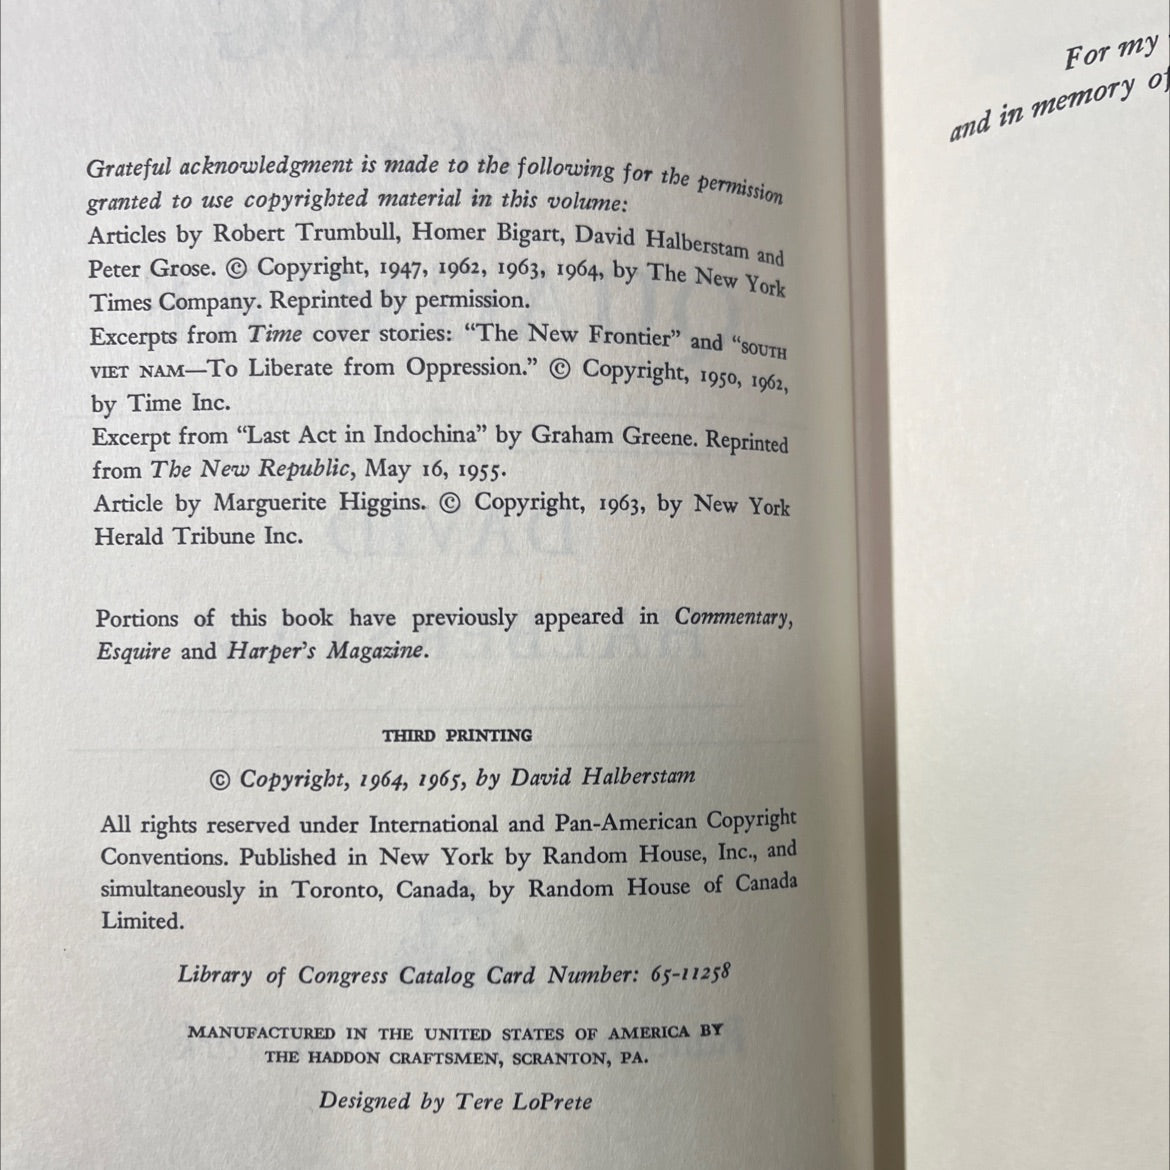 Grateful acknowledgment is made to the following for the permission
granted to use copyrighted material in this volume:
Articles by Robert Trumbull, Homer Bigart, David Halberstam and
Peter Grose. © Copyright, 1947, 1962, 1963, 1964, by The New York
Times Company. Reprinted by permission.
Excerpts from Time cover stories: “The New Frontier” and “SOUTH
VIET NAM—To Liberate from Oppression.” © Copyright, 1950, 1962,
by Time Inc.
Excerpt from “Last Act in Indochina” by Graham Greene. Reprinted
from The New Republic, May 16, 1955.
Article by Marguerite Higgins. © Copyright, 1963, by New York
Herald Tribune Inc.
Portions of this book have previously appeared in Commentary,
Esquire and Harper's Magazine.
THIRD PRINTING
© Copyright, 1964, 1965, by David Halberstam
All rights reserved under International and Pan-American Copyright
Conventions. Published in New York by Random House, Inc., and
simultaneously in Toronto, Canada, by Random House of Canada
Limited.
Library of Congress Catalog Card Number: 65-11258
MANUFACTURED IN THE UNITED STATES OF AMERICA BY
THE HADDON CRAFTSMEN, SCRANTON, PA.
Designed by Tere LoPrete
For my
and in memory of